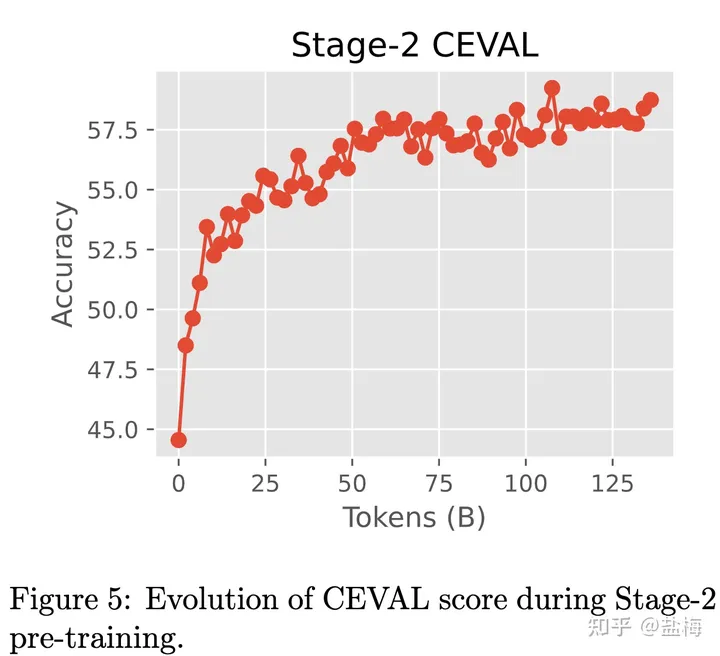 Stage-2 CEVAL
57.5
55.0
52.5
50.0
47.5
45.0
Accuracy
0 25 50 75 100 125
Tokens (B)
Figure 5: Evolution of CEVAL score during Stage-2
pre-training.
知乎 @盐梅